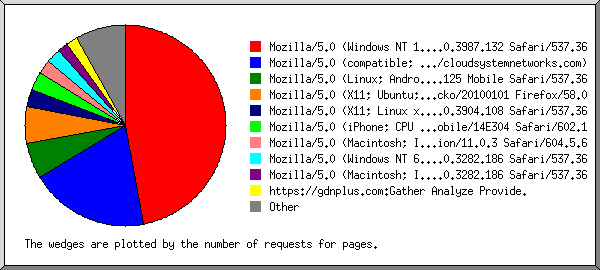 Mozilla/5.0 (Windows NT 1....0.3987.132 Safari/537.36
Mozilla/5.0 (compatible; .../cloudsystemnetworks.com)
Mozilla/5.0 (Linux; Andro....125 Mobile Safari/537.36
Mozilla/5.0 (X11; Ubuntu;...cko/20100101 Firefox/58.0
Mozilla/5.0 (X11; Linux x....0.3904.108 Safari/537.36
Mozilla/5.0 (iPhone; CPU ...obile/14E304 Safari/602.1
Mozilla/5.0 (Macintosh; I...ion/11.0.3 Safari/604.5.6
Mozilla/5.0 (Windows NT 6....0.3282.186 Safari/537.36
Mozilla/5.0 (Macintosh; I....0.3282.186 Safari/537.36
https://gdnplus.com:Gather Analyze Provide.
Other
The wedges are plotted by the number of requests for pages.